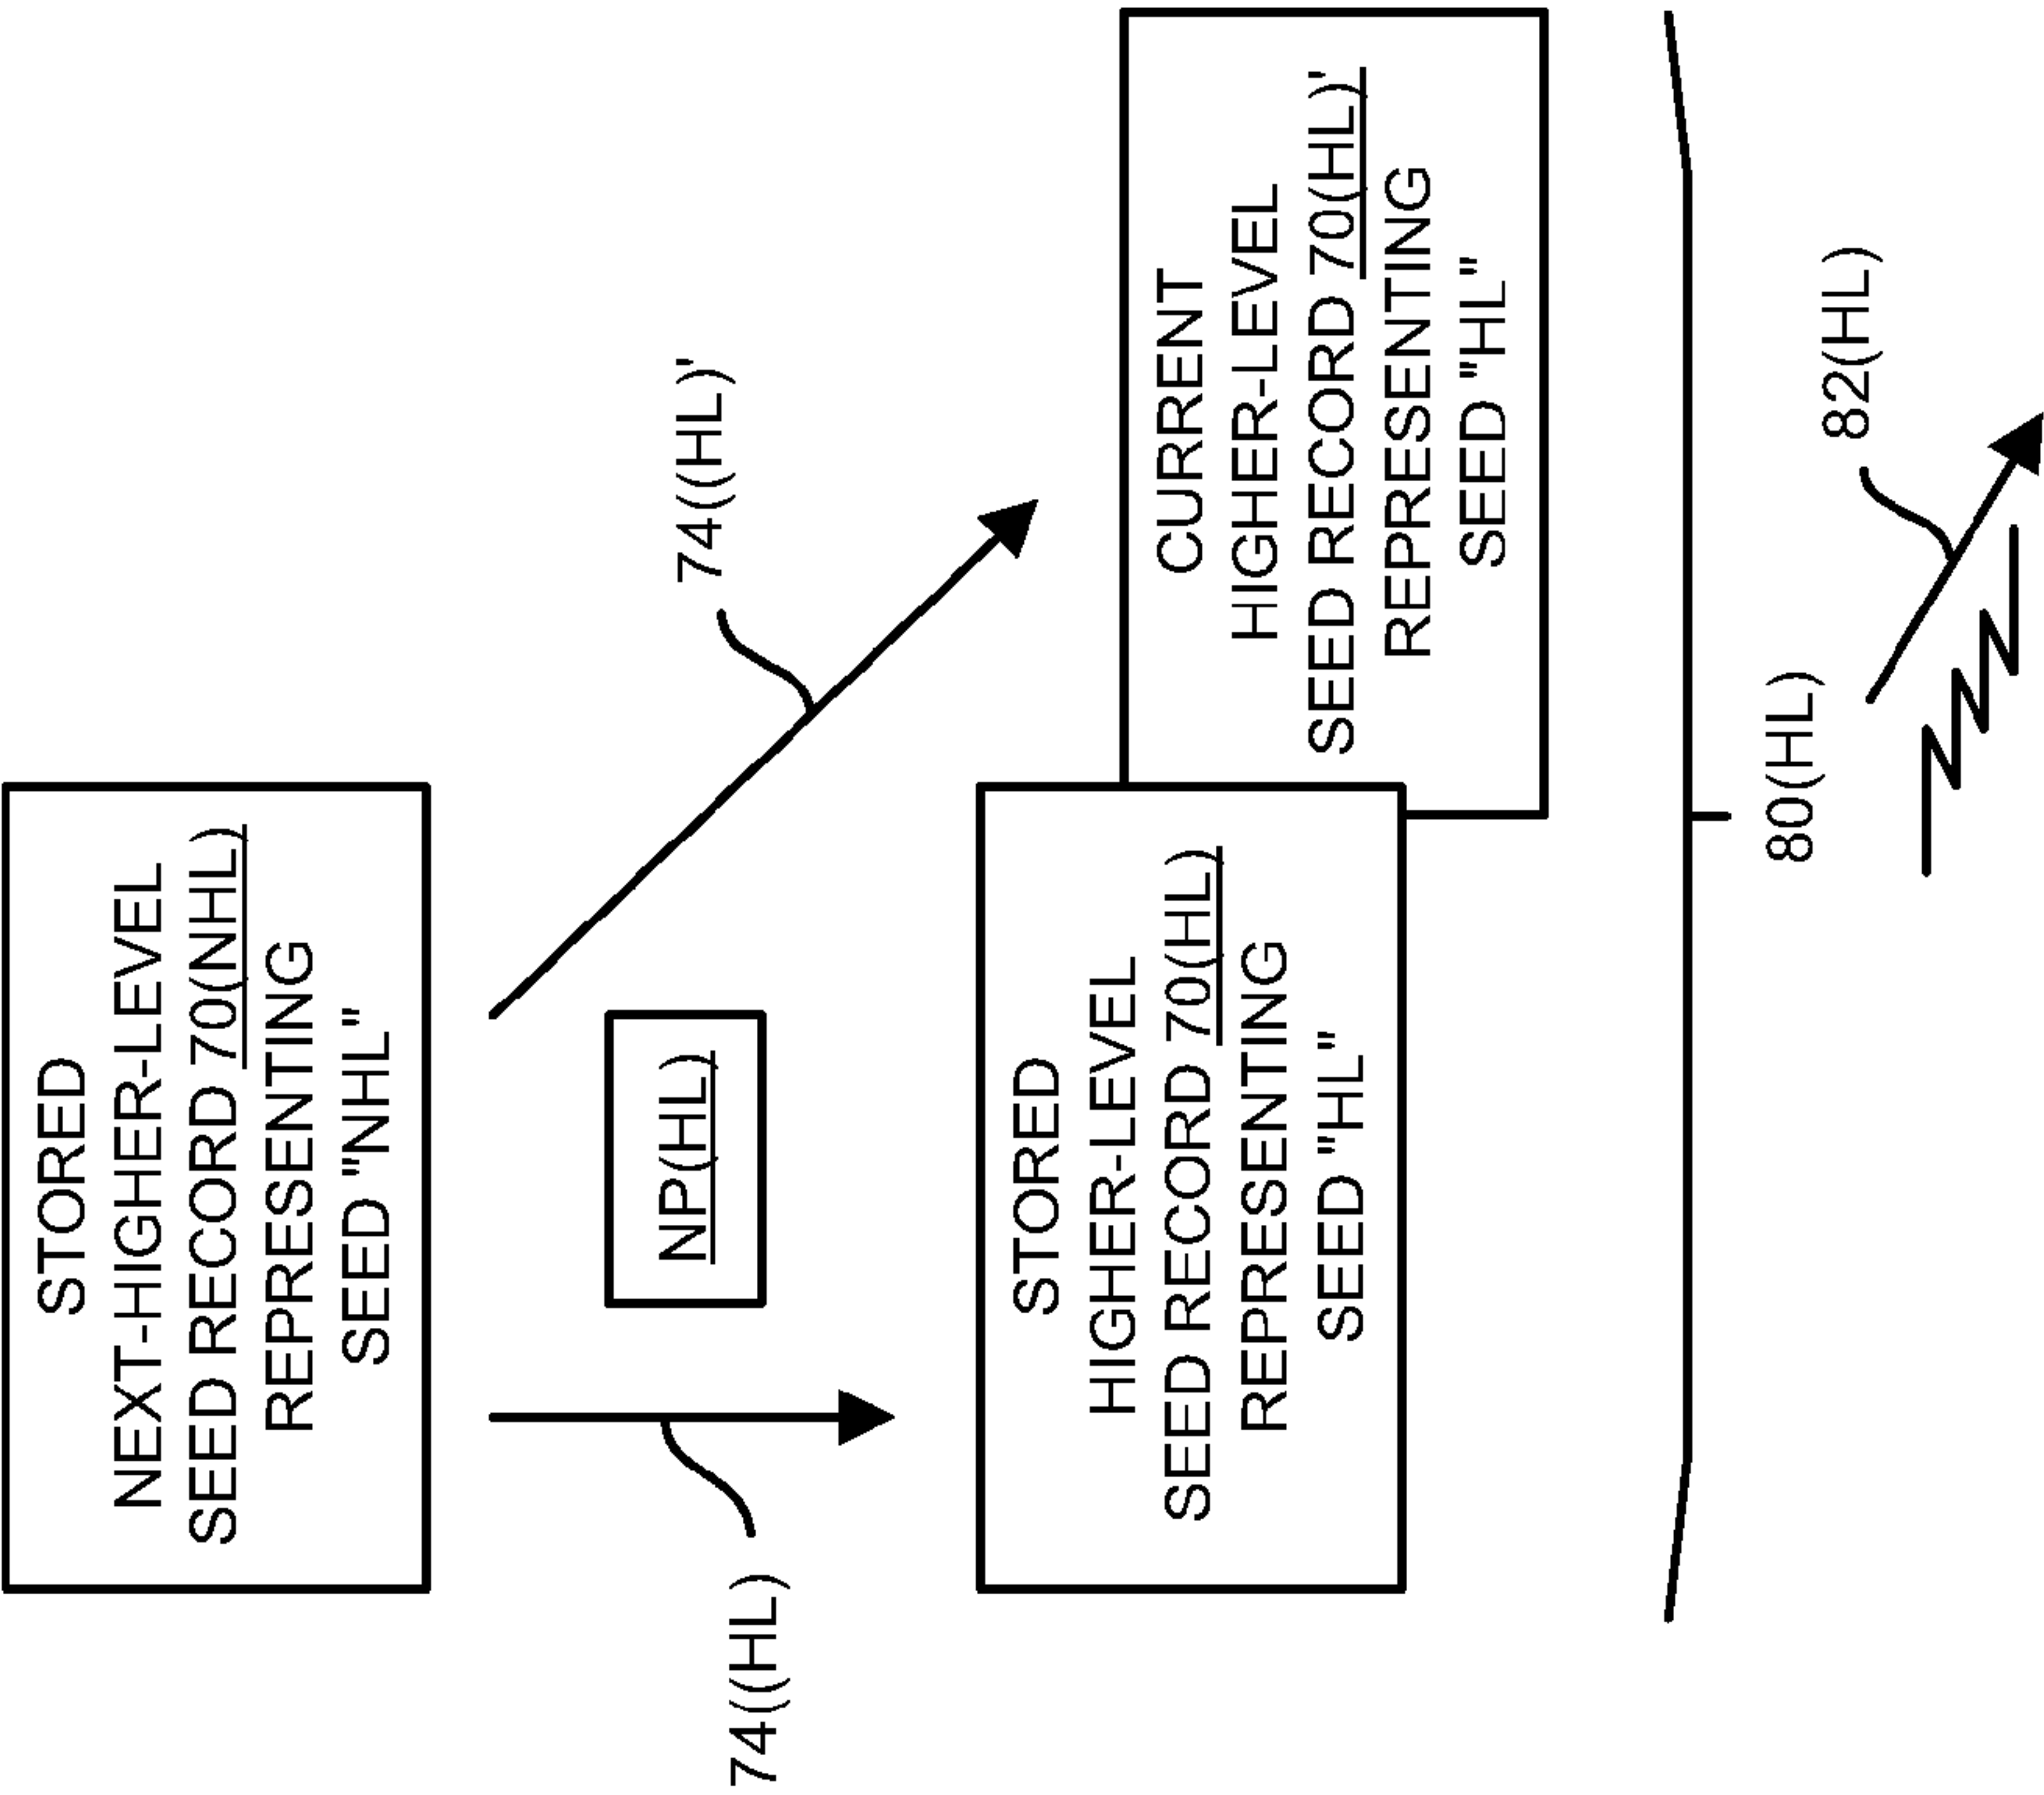 STORED
NEXT-HIGHER-LEVEL
SEED RECORD 70(NHL)
REPRESENTING
SEED "NHL"
74((HL)
NP(HL)
74((HL)'
STORED
HIGHER-LEVEL
SEED RECORD 70(HL)
REPRESENTING
SEED "HL"
CURRENT
HIGHER-LEVEL
SEED RECORD 70(HL)'
REPRESENTING
SEED "HL"
80(HL)
82(HL)